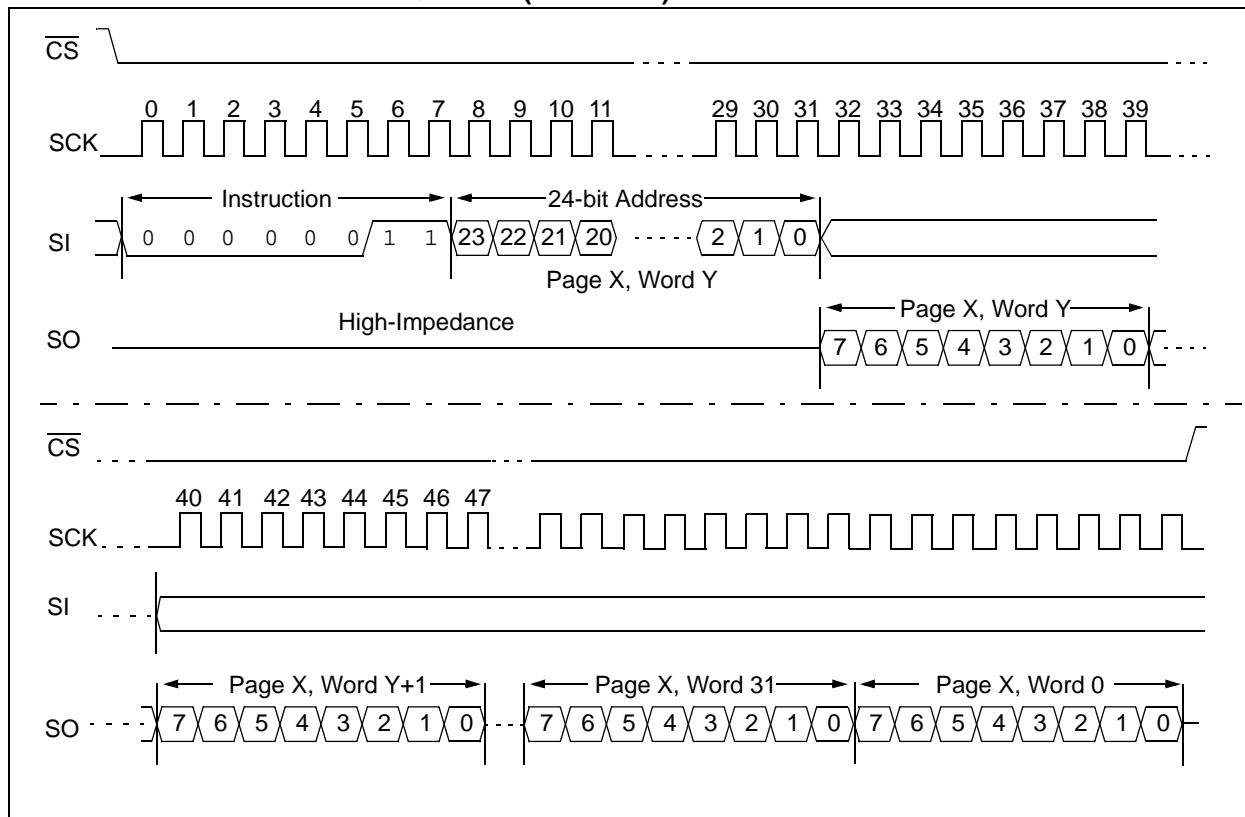 CS
0 1 2 3 4 5 6 7 8 9 10 11 29 30 31 32 33 34 35 36 37 38 39
SCK
Instruction 24-bit Address
SI 0 0 0 0 0 0 1 1 23 22 21 20 2 1 0
Page X, Word Y
High-Impedance Page X, Word Y
SO 7 6 5 4 3 2 1 0
CS
40 41 42 43 44 45 46 47
SCK
SI
Page X, Word Y+1 Page X, Word 31 Page X, Word 0
SO 7 6 5 4 3 2 1 0 7 6 5 4 3 2 1 0 7 6 5 4 3 2 1 0